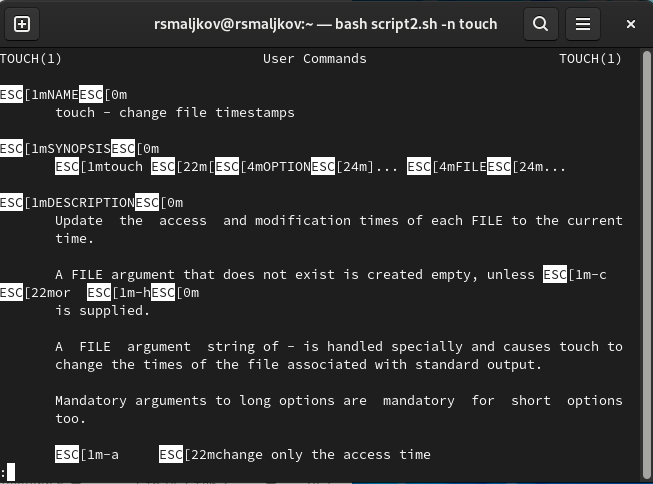 rsmaljkov@rsmaljkov:~ — bash script2.sh -n touch
TOUCH(1) User Commands TOUCH(1)
ESC[1mNAMEESC[0m
touch - change file timestamps
ESC[1mSYNOPSISESC[0m
ESC[1mtouch ESC[22m[ESC[4mOPTIONESC[24m]... ESC[4mFILEESC[24m...
ESC[1mDESCRIPTIONESC[0m
Update the access and modification times of each FILE to the current
time.
A FILE argument that does not exist is created empty, unless ESC[1m-c
ESC[22mor ESC[1m-hESC[0m
is supplied.
A FILE argument string of - is handled specially and causes touch to
change the times of the file associated with standard output.
Mandatory arguments to long options are mandatory for short options
too.
ESC[1m-a ESC[22mchange only the access time
: